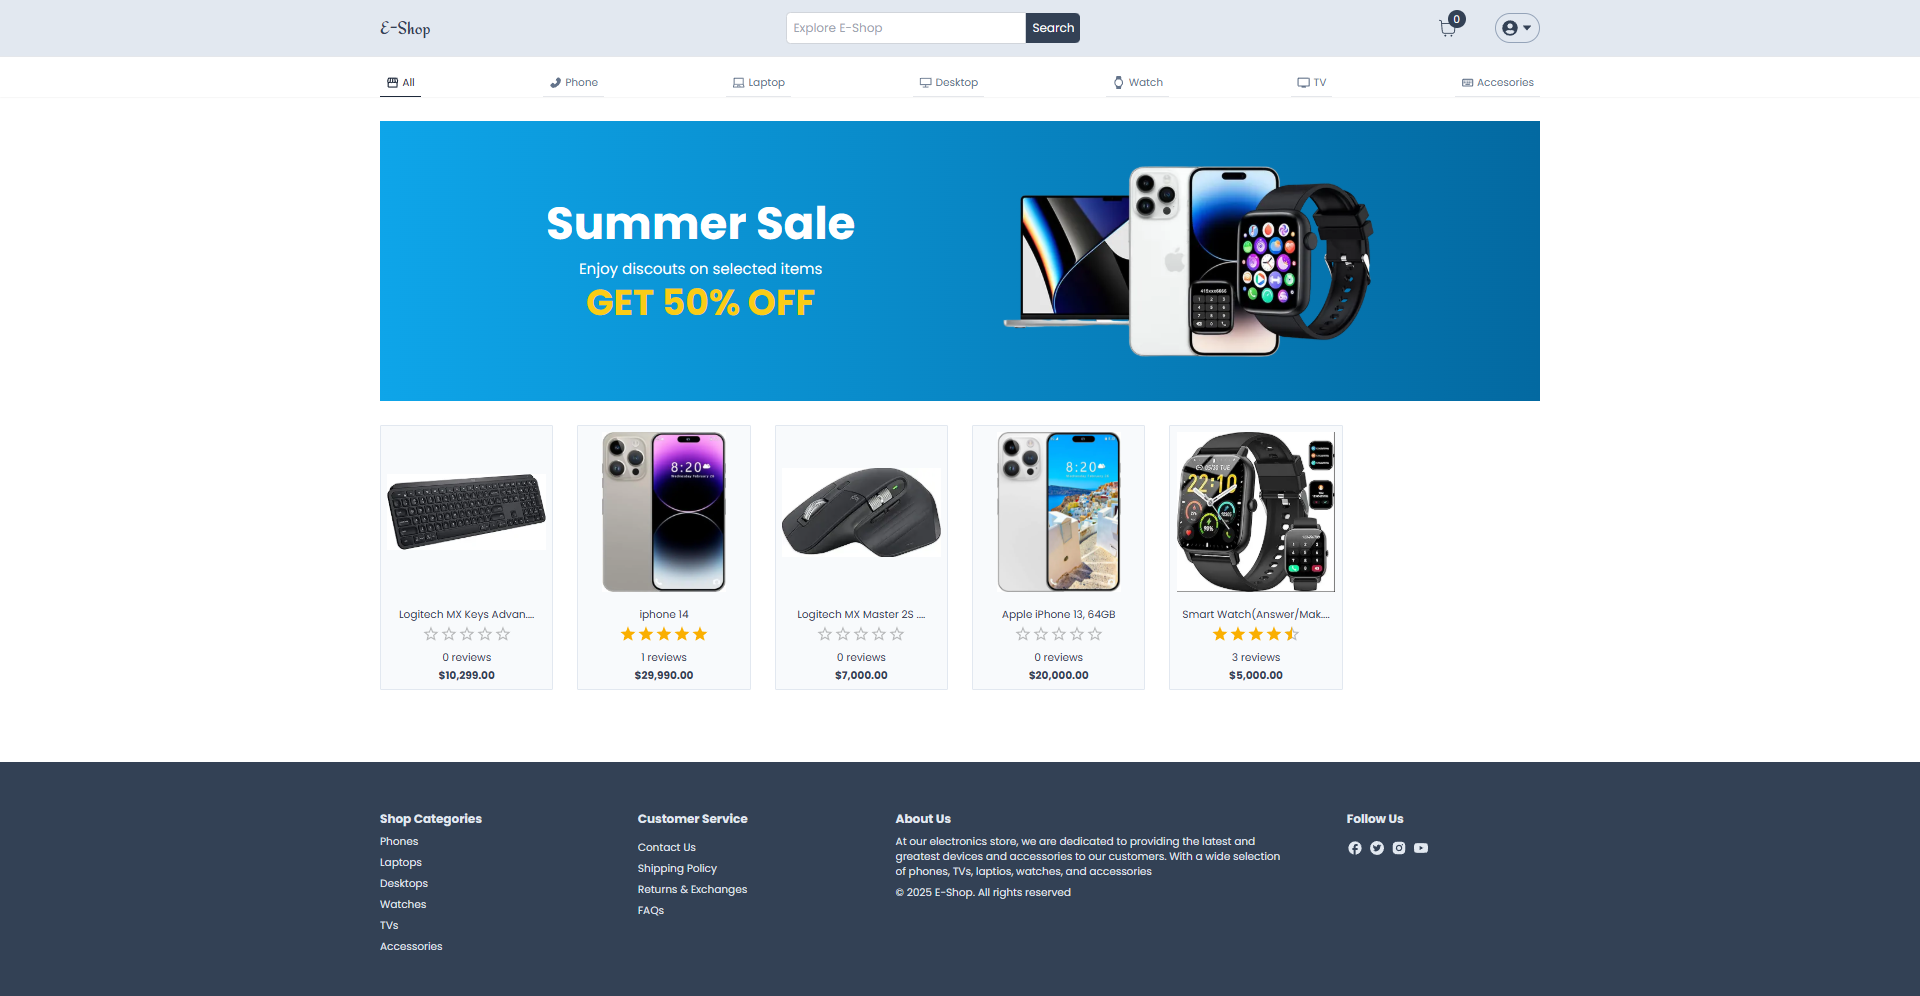 E-Shop
Explore E-Shop
Search
0
All
Phone
Laptop
Desktop
Watch
TV
Accesories
Summer Sale
Enjoy discouts on selected items
GET 50% OFF
Logitech MX Keys Advan....
0 reviews
$10,299.00
8:20
iphone 14
1 reviews
$29,990.00
Logitech MX Master 2S ....
0 reviews
$7,000.00
8:20
Apple iPhone 13, 64GB
0 reviews
$20,000.00
22:10
Smart Watch(Answer/Mak....
3 reviews
$5,000.00
Shop Categories
Phones
Laptops
Desktops
Watches
TVs
Accessories
Customer Service
Contact Us
Shipping Policy
Returns & Exchanges
FAQs
About Us
At our electronics store, we are dedicated to providing the latest and
greatest devices and accessories to our customers. With a wide selection
of phones, TVs, laptios, watches, and accessories
© 2025 E-Shop. All rights reserved
Follow Us